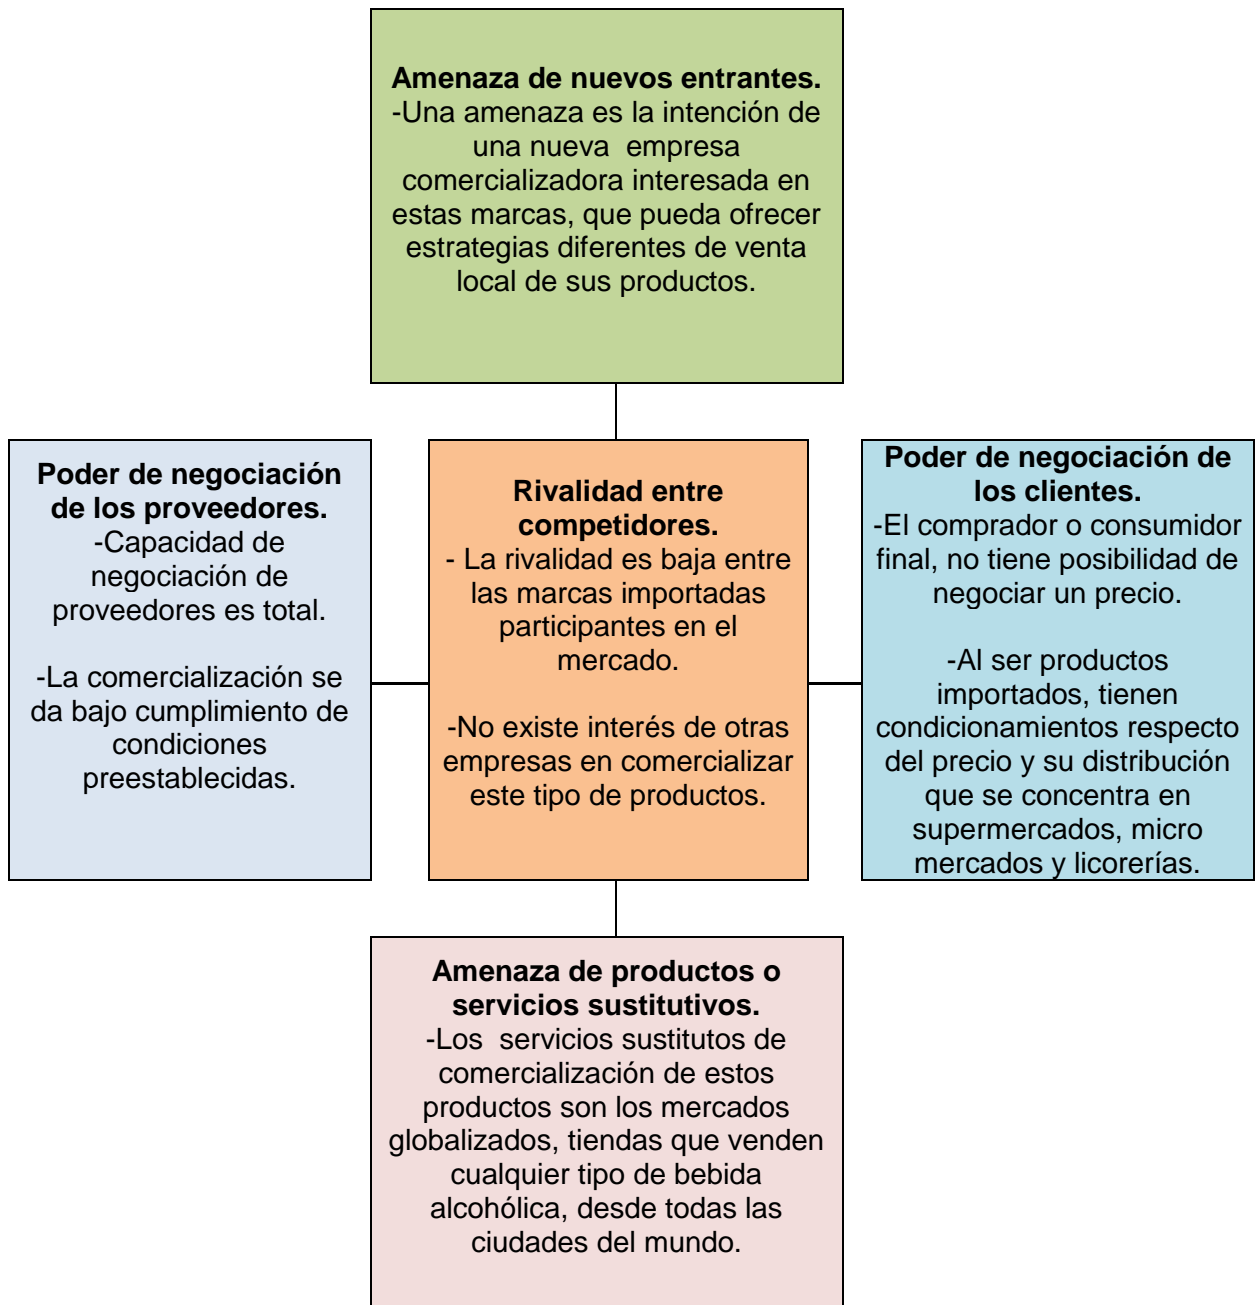 Amenaza de nuevos entrantes.
-Una amenaza es la intención de
una nueva  empresa
comercializadora interesada en
estas marcas, que pueda ofrecer
estrategias diferentes de venta
local de sus productos.
Poder de negociación
de los proveedores.
-Capacidad de
negociación de
proveedores es total.
-La comercialización se
da bajo cumplimiento de
condiciones
preestablecidas.
Rivalidad entre
competidores.
- La rivalidad es baja entre
las marcas importadas
participantes en el
mercado.
-No existe interés de otras
empresas en comercializar
este tipo de productos.
Poder de negociación de
los clientes.
-El comprador o consumidor
final, no tiene posibilidad de
negociar un precio.
-Al ser productos
importados, tienen
condicionamientos respecto
del precio y su distribución
que se concentra en
supermercados, micro
mercados y licorerías.
Amenaza de productos o
servicios sustitutivos.
-Los  servicios sustitutos de
comercialización de estos
productos son los mercados
globalizados, tiendas que venden
cualquier tipo de bebida
alcohólica, desde todas las
ciudades del mundo.